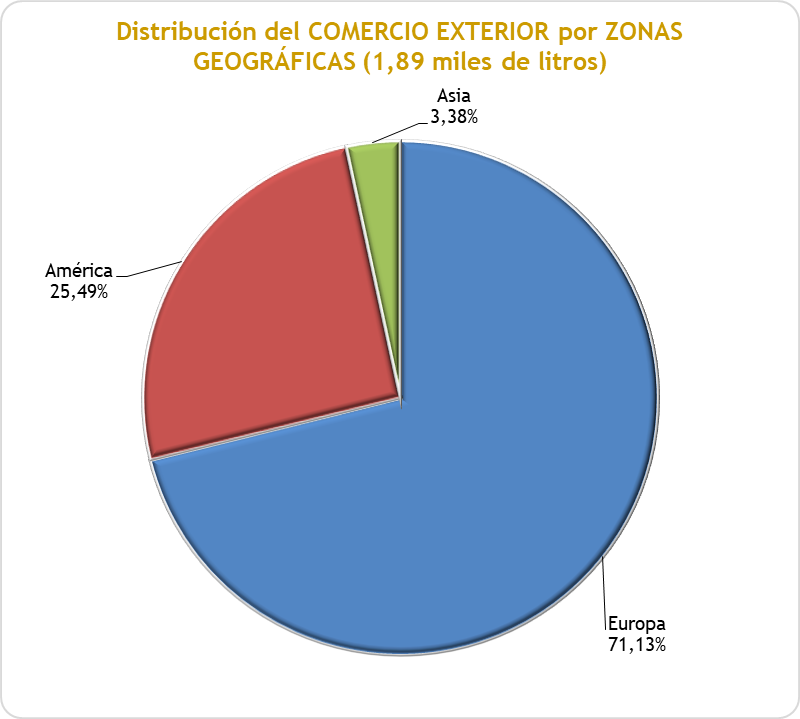 Distribución del COMERCIO EXTERIOR por ZONAS
GEOGRÁFICAS (1,89 miles de litros)
Asia
3,38%
América
25,49%
Europa
71,13%